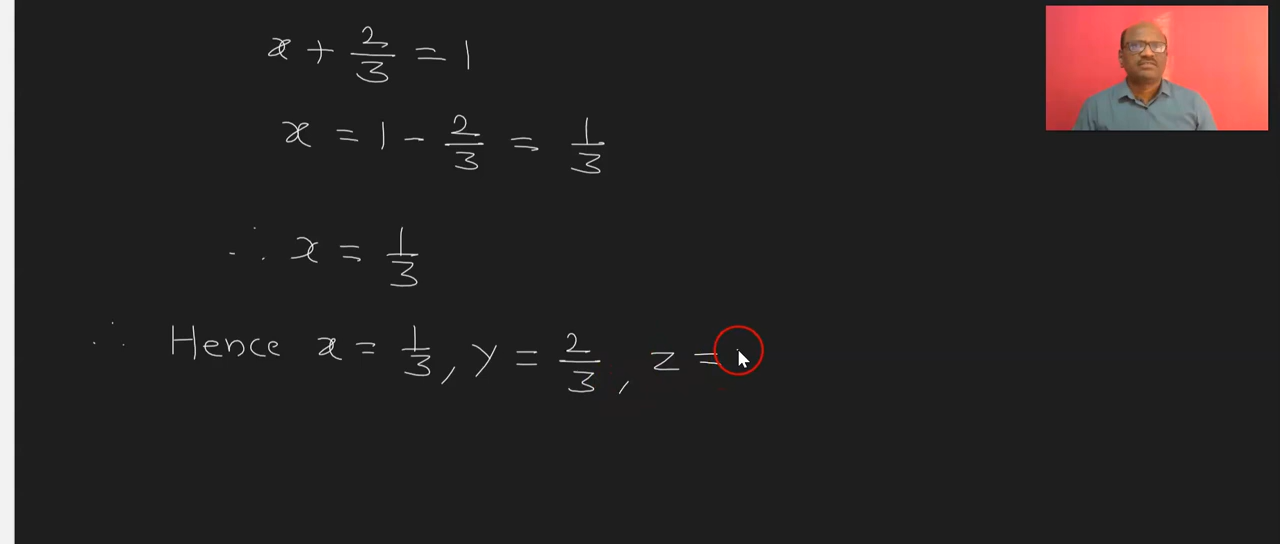 x + 2/3 = 1
x = 1 - 2/3 = 1/3
∴ x = 1/3
∴ Hence x = 1/3, y = 2/3, z =